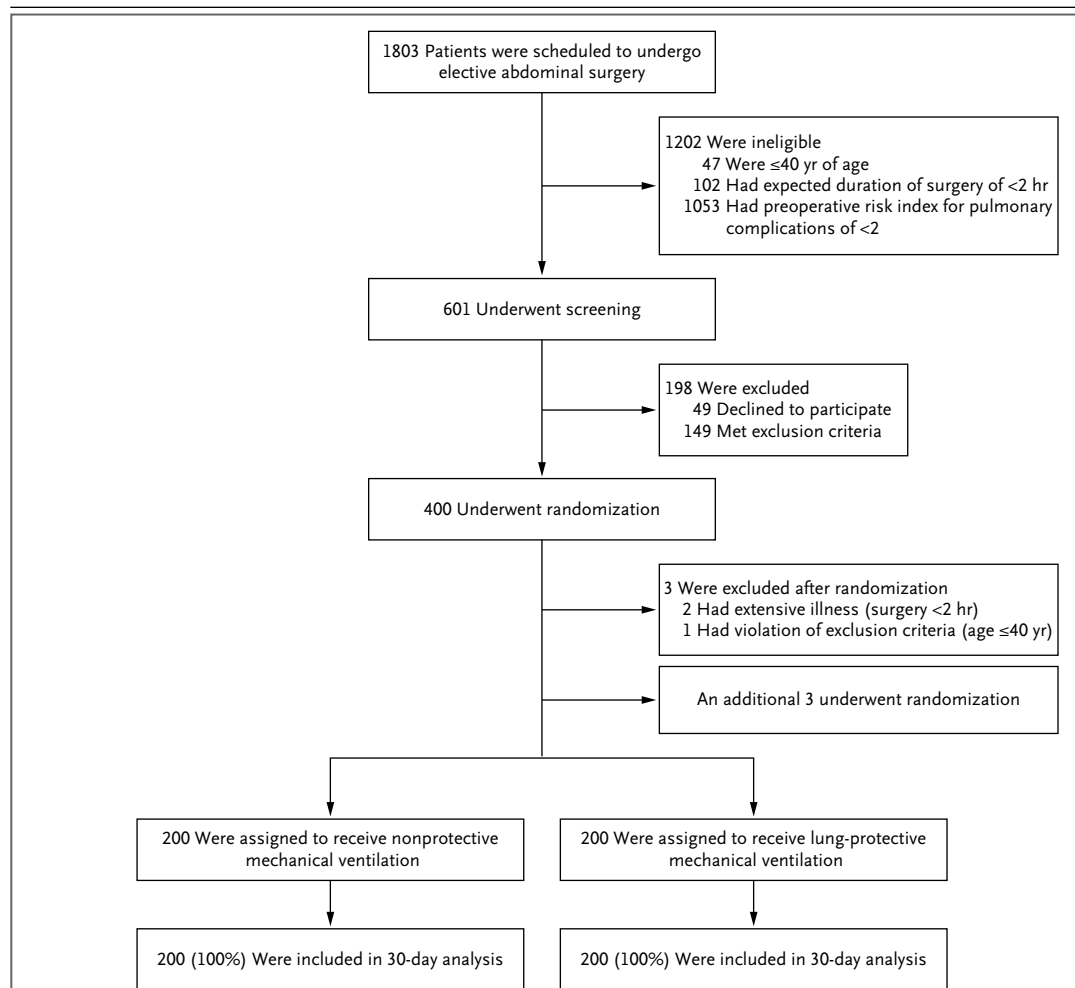 1803 Patients were scheduled to undergo
elective abdominal surgery
1202 Were ineligible
47 Were ≤40 yr of age
102 Had expected duration of surgery of <2 hr
1053 Had preoperative risk index for pulmonary
complications of <2
601 Underwent screening
198 Were excluded
49 Declined to participate
149 Met exclusion criteria
400 Underwent randomization
3 Were excluded after randomization
2 Had extensive illness (surgery <2 hr)
1 Had violation of exclusion criteria (age ≤40 yr)
An additional 3 underwent randomization
200 Were assigned to receive nonprotective
mechanical ventilation
200 Were assigned to receive lung-protective
mechanical ventilation
200 (100%) Were included in 30-day analysis
200 (100%) Were included in 30-day analysis